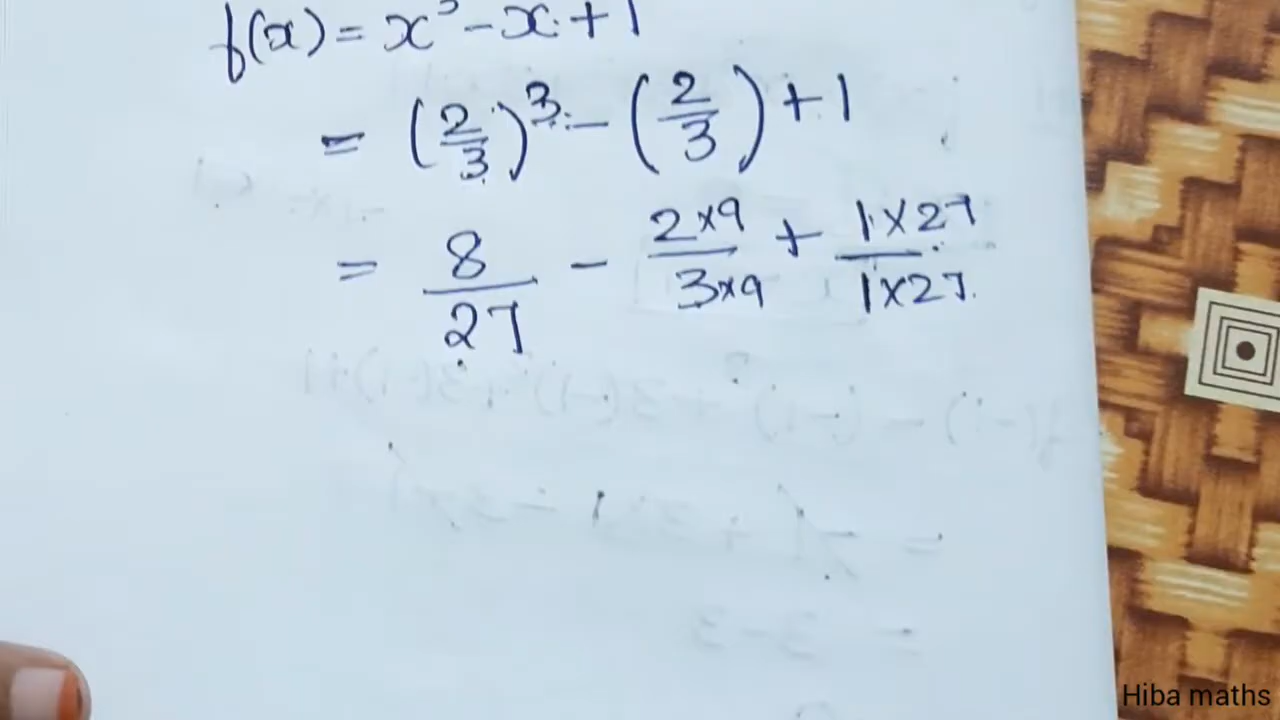 f(x) = x³ - x + 1
= (2/3)³ - (2/3) + 1
= 8/27 - 2×9/3×9 + 1×27/1×27
Hiba maths